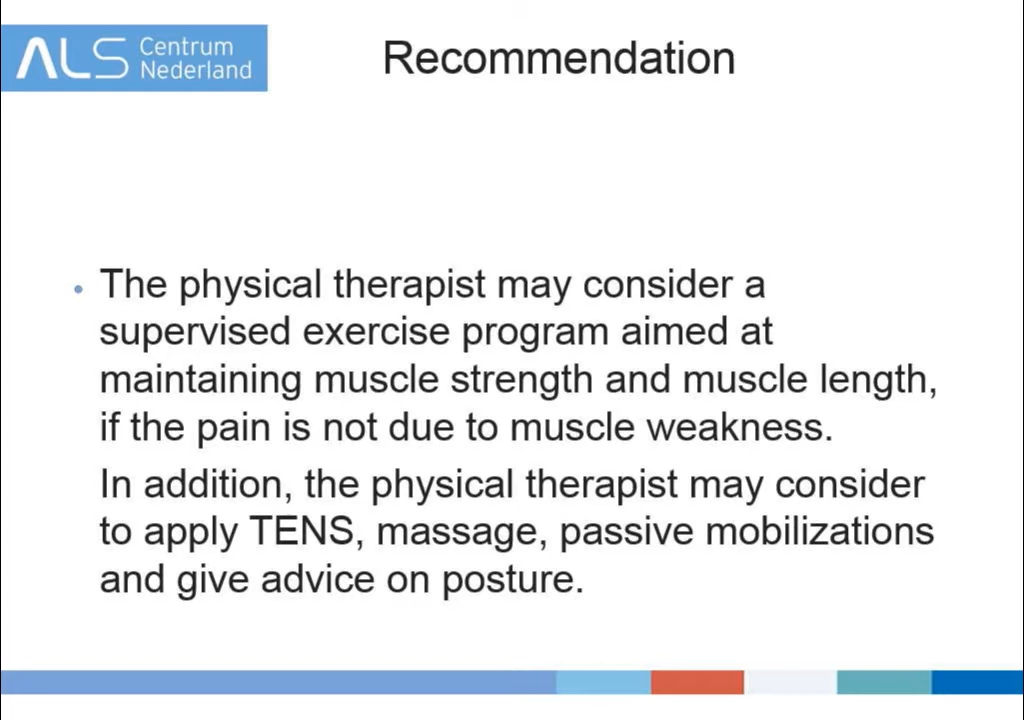 ALS Centrum
Nederland
Recommendation
• The physical therapist may consider a
supervised exercise program aimed at
maintaining muscle strength and muscle length,
if the pain is not due to muscle weakness.
In addition, the physical therapist may consider
to apply TENS, massage, passive mobilizations
and give advice on posture.